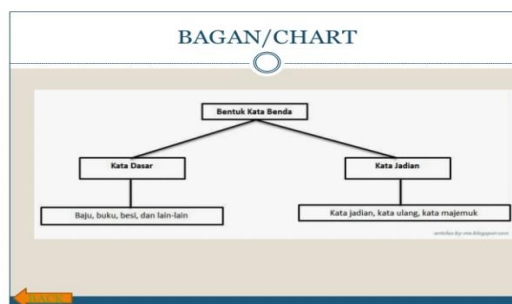 BAGAN/CHART
Bentuk Kata Benda
Kata Dasar
Kata Jadian
Baju, buku, besi, dan lain-lain
Kata jadian, kata ulang, kata majemuk
BACK